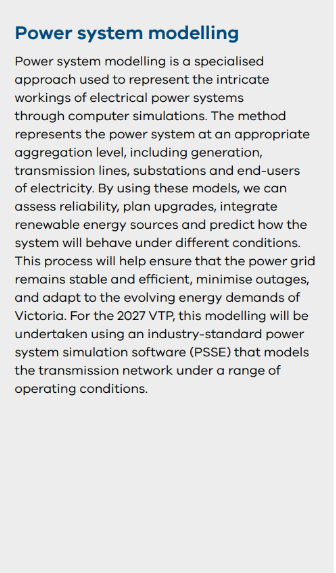 Power system modelling
Power system modelling is a specialised
approach used to represent the intricate
workings of electrical power systems
through computer simulations. The method
represents the power system at an appropriate
aggregation level, including generation,
transmission lines, substations and end-users
of electricity. By using these models, we can
assess reliability, plan upgrades, integrate
renewable energy sources and predict how the
system will behave under different conditions.
This process will help ensure that the power grid
remains stable and efficient, minimise outages,
and adapt to the evolving energy demands of
Victoria. For the 2027 VTP, this modelling will be
undertaken using an industry-standard power
system simulation software (PSSE) that models
the transmission network under a range of
operating conditions.